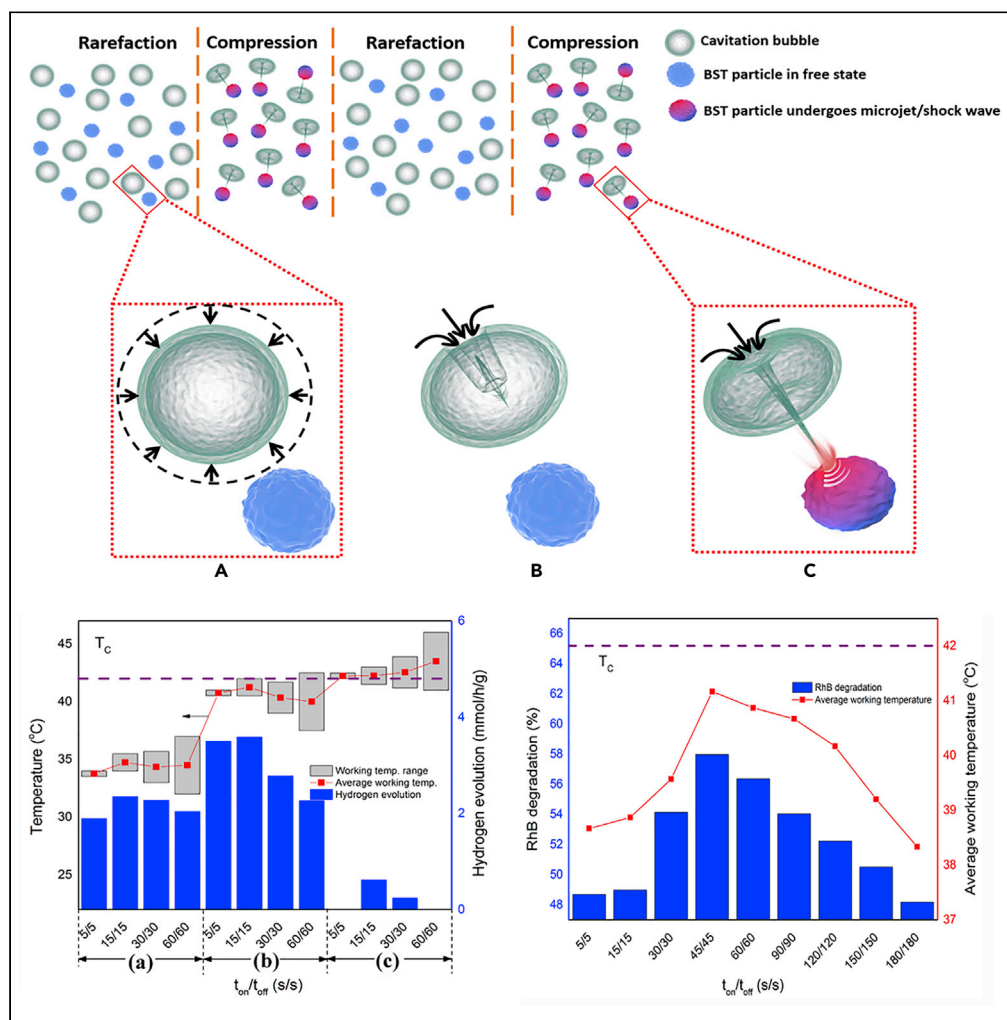 Rarefaction
Compression
Rarefaction
Compression
Cavitation bubble
BST particle in free state
BST particle undergoes microjet/shock wave
A
B
C
Temperature (°C)
45
40
35
30
25
T_C
Working temp. range
Average working temp.
Hydrogen evolution
6
4
2
0
Hydrogen evolution (mmol/h/g)
5/5
15/15
30/30
60/60
5/5
15/15
30/30
60/60
5/5
15/15
30/30
60/60
(a)
(b)
(c)
t_on/t_off (s/s)
RhB degradation (%)
66
64
62
60
58
56
54
52
50
48
T_C
RhB degradation
Average working temperature
42
41
40
39
38
37
Average working temperature (°C)
5/5
15/15
30/30
45/45
60/60
90/90
120/120
150/150
180/180
t_on/t_off (s/s)